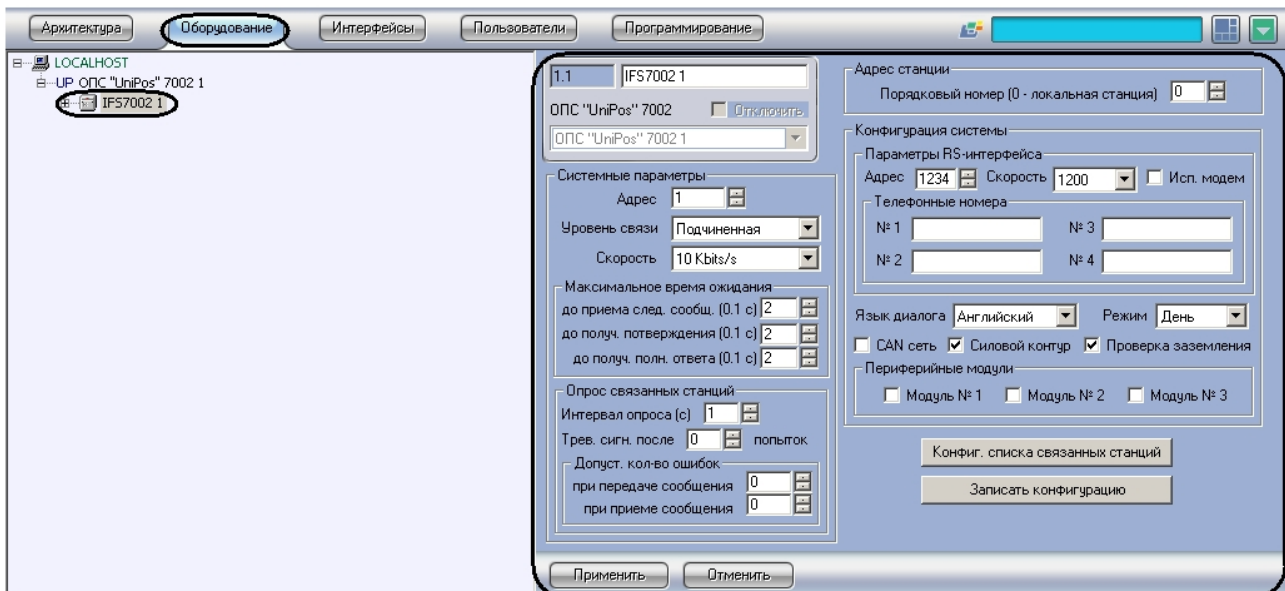 Архитектура Оборудование Интерфейсы Пользователи Программирование
LOCALHOST
UP ОПС "UniPos" 7002 1
IFS7002 1
1.1 IFS7002 1
ОПС "UniPos" 7002 Отключить
ОПС "UniPos" 7002 1
Системные параметры
Адрес 1
Уровень связи Подчиненная
Скорость 10 Kbits/s
Максимальное время ожидания
до приема след. сообщ. (0.1 с) 2
до получ. потверждения (0.1 с) 2
до получ. полн. ответа (0.1 с) 2
Опрос связанных станций
Интервал опроса (с) 1
Трев. сигн. после 0 попыток
Допуст. кол-во ошибок
при передаче сообщения 0
при приеме сообщения 0
Адрес станции
Порядковый номер (0 - локальная станция) 0
Конфигурация системы
Параметры RS-интерфейса
Адрес 1234 Скорость 1200 Исп. модем
Телефонные номера
№ 1 № 3
№ 2 № 4
Язык диалога Английский Режим День
CAN сеть Силовой контур Проверка заземления
Периферийные модули
Модуль № 1 Модуль № 2 Модуль № 3
Конфиг. списка связанных станций
Записать конфигурацию
Применить Отменить